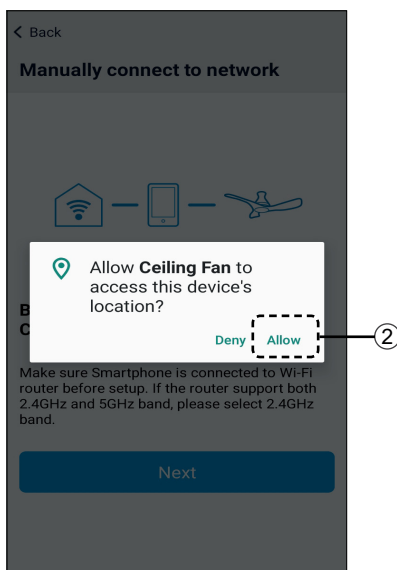 Back
Manually connect to network
Allow Ceiling Fan to
access this device's
location?
Deny Allow
②
B
C
Make sure Smartphone is connected to Wi-Fi
router before setup. If the router support both
2.4GHz and 5GHz band, please select 2.4GHz
band.
Next